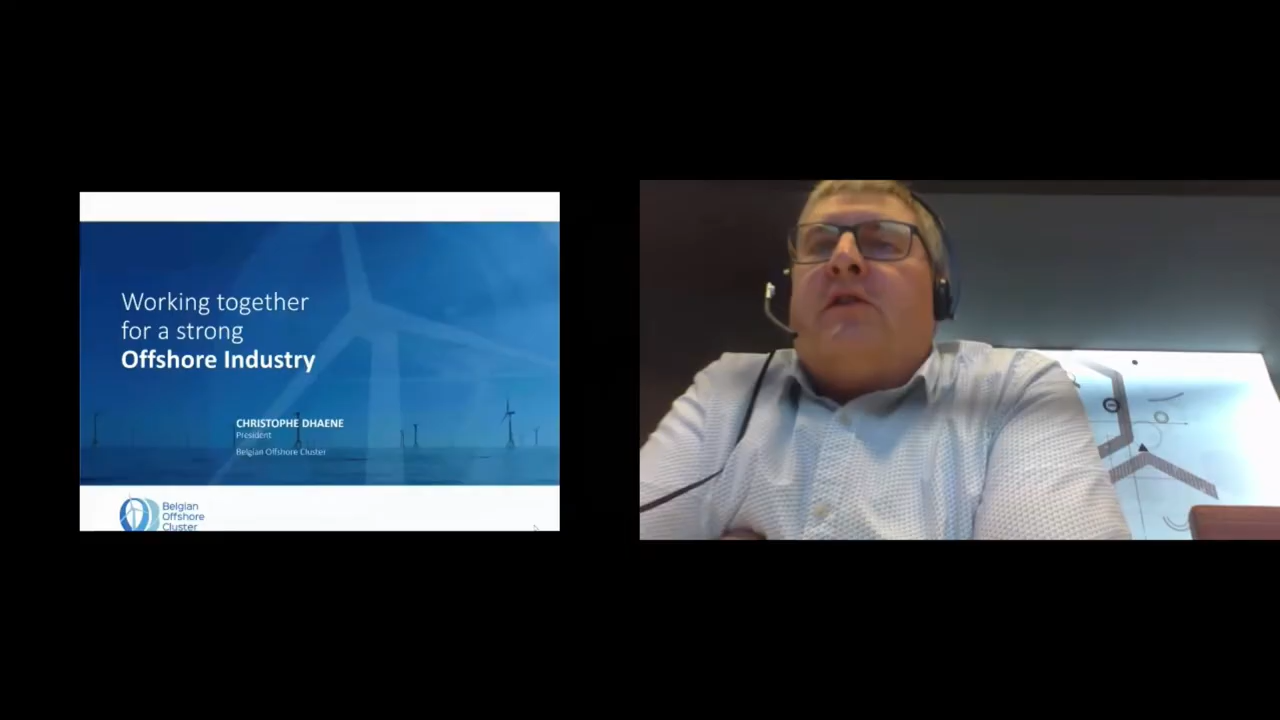 Working together
for a strong
Offshore Industry
CHRISTOPHE DHAENE
President
Belgian Offshore Cluster
Belgian
Offshore
Cluster